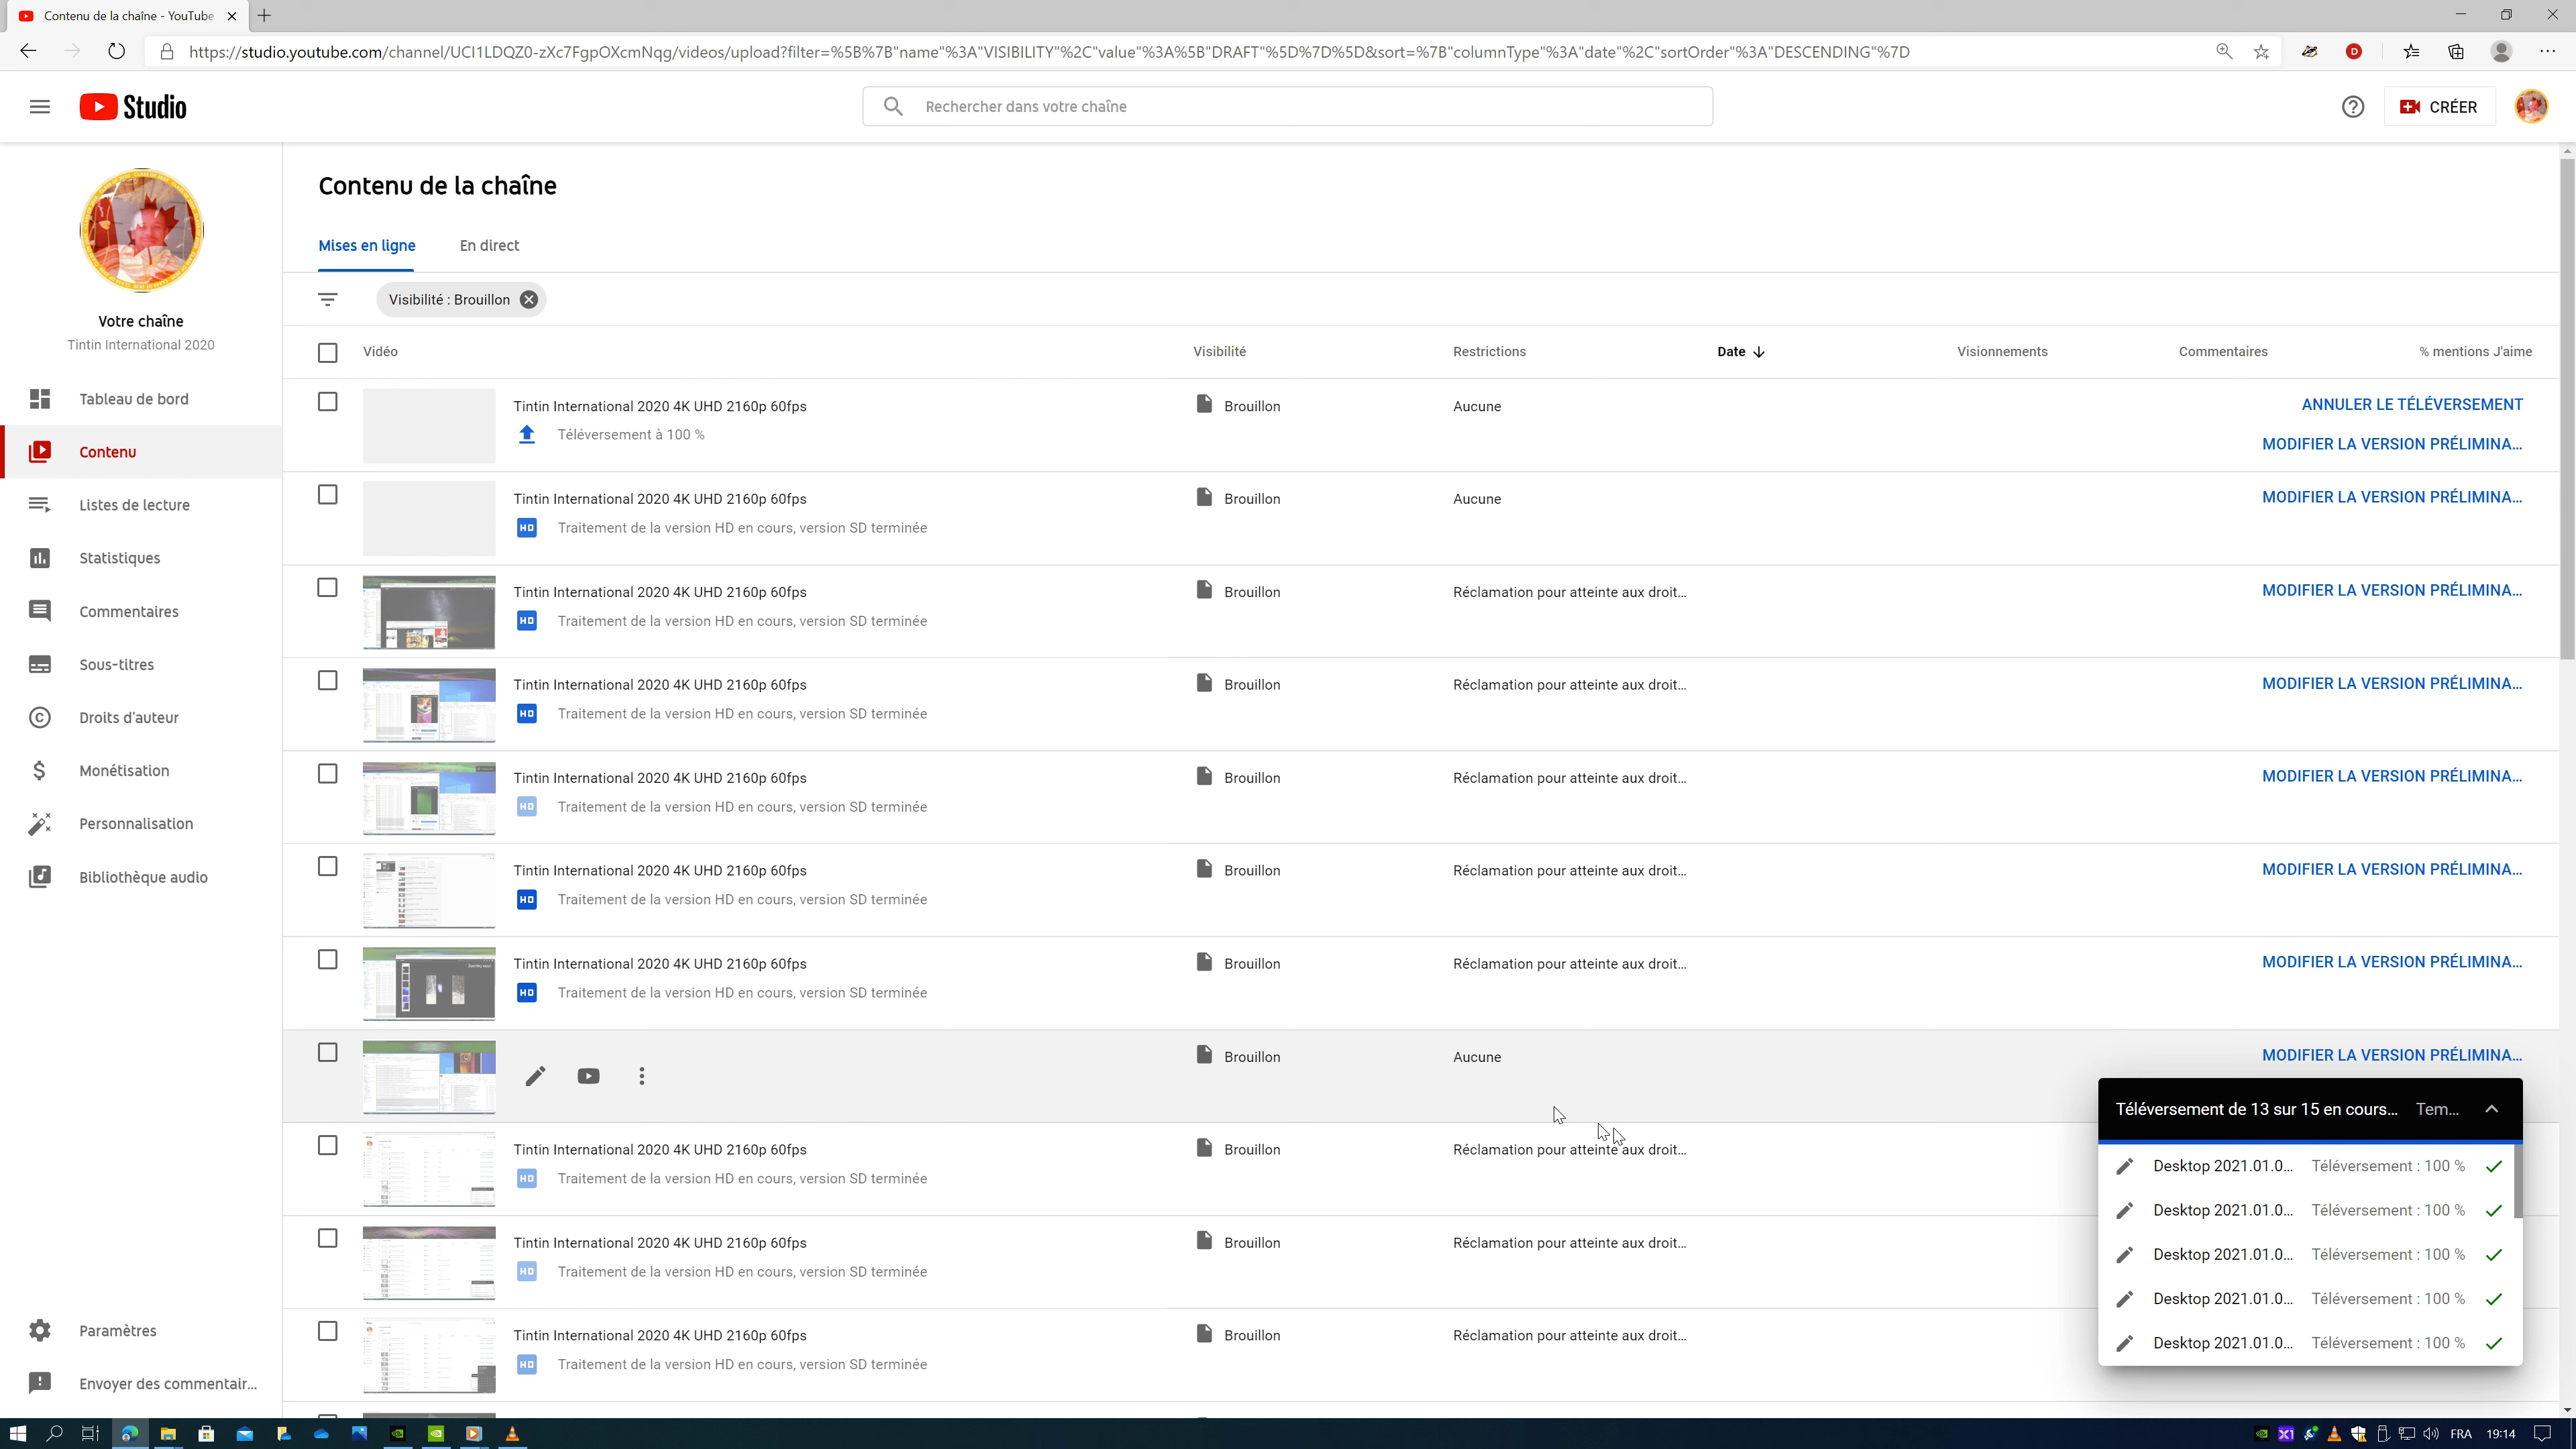 Contenu de la chaîne - YouTube
https://studio.youtube.com/channel/UCI1LDQZ0-zXc7FgpOXcmNqg/videos/upload?filter=%5B%7B"name"%3A"VISIBILITY"%2C"value"%3A%5B"DRAFT"%5D%7D%5D&sort=%7B"columnType"%3A"date"%2C"sortOrder"%3A"DESCENDING"%7D
Studio
Rechercher dans votre chaîne
CRÉER
Votre chaîne
Tintin International 2020
Tableau de bord
Contenu
Listes de lecture
Statistiques
Commentaires
Sous-titres
Droits d'auteur
Monétisation
Personnalisation
Bibliothèque audio
Paramètres
Envoyer des commentair...
Contenu de la chaîne
Mises en ligne En direct
Visibilité : Brouillon
Vidéo Visibilité Restrictions Date Visionnements Commentaires % mentions J'aime
Tintin International 2020 4K UHD 2160p 60fps Brouillon Aucune ANNULER LE TÉLÉVERSEMENT
Téléversement à 100 % MODIFIER LA VERSION PRÉLIMINA...
Tintin International 2020 4K UHD 2160p 60fps Brouillon Aucune MODIFIER LA VERSION PRÉLIMINA...
HD Traitement de la version HD en cours, version SD terminée
Tintin International 2020 4K UHD 2160p 60fps Brouillon Réclamation pour atteinte aux droit... MODIFIER LA VERSION PRÉLIMINA...
HD Traitement de la version HD en cours, version SD terminée
Tintin International 2020 4K UHD 2160p 60fps Brouillon Réclamation pour atteinte aux droit... MODIFIER LA VERSION PRÉLIMINA...
HD Traitement de la version HD en cours, version SD terminée
Tintin International 2020 4K UHD 2160p 60fps Brouillon Réclamation pour atteinte aux droit... MODIFIER LA VERSION PRÉLIMINA...
HD Traitement de la version HD en cours, version SD terminée
Tintin International 2020 4K UHD 2160p 60fps Brouillon Réclamation pour atteinte aux droit... MODIFIER LA VERSION PRÉLIMINA...
HD Traitement de la version HD en cours, version SD terminée
Tintin International 2020 4K UHD 2160p 60fps Brouillon Réclamation pour atteinte aux droit... MODIFIER LA VERSION PRÉLIMINA...
HD Traitement de la version HD en cours, version SD terminée
Brouillon Aucune MODIFIER LA VERSION PRÉLIMINA...
Tintin International 2020 4K UHD 2160p 60fps Brouillon Réclamation pour atteinte aux droit...
HD Traitement de la version HD en cours, version SD terminée
Tintin International 2020 4K UHD 2160p 60fps Brouillon Réclamation pour atteinte aux droit...
HD Traitement de la version HD en cours, version SD terminée
Tintin International 2020 4K UHD 2160p 60fps Brouillon Réclamation pour atteinte aux droit...
HD Traitement de la version HD en cours, version SD terminée
Téléversement de 13 sur 15 en cours... Tem...
Desktop 2021.01.0... Téléversement : 100 %
Desktop 2021.01.0... Téléversement : 100 %
Desktop 2021.01.0... Téléversement : 100 %
Desktop 2021.01.0... Téléversement : 100 %
Desktop 2021.01.0... Téléversement : 100 %
X1 FRA 19:14